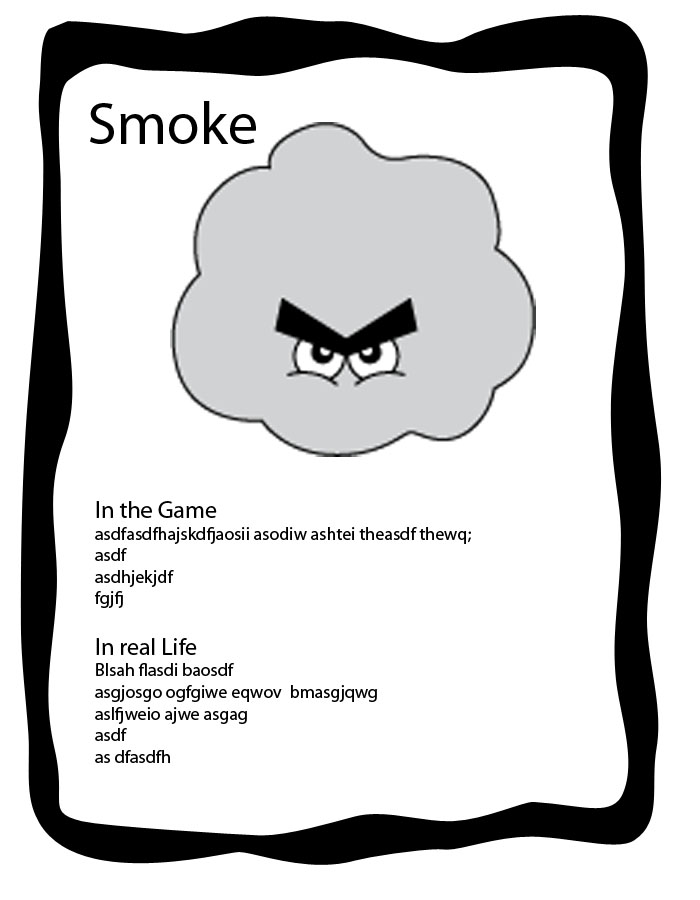 Smoke
In the Game
asdfasdfhajskdfjaosii asodiw ashtei theasdf thewq;
asdf
asdhjekjdf
fgjfj
In real Life
Blsah flasdi baosdf
asgjosgo ogfgiwe eqwov bmasgjqwg
aslfjweio ajwe asgag
asdf
as dfasdfh